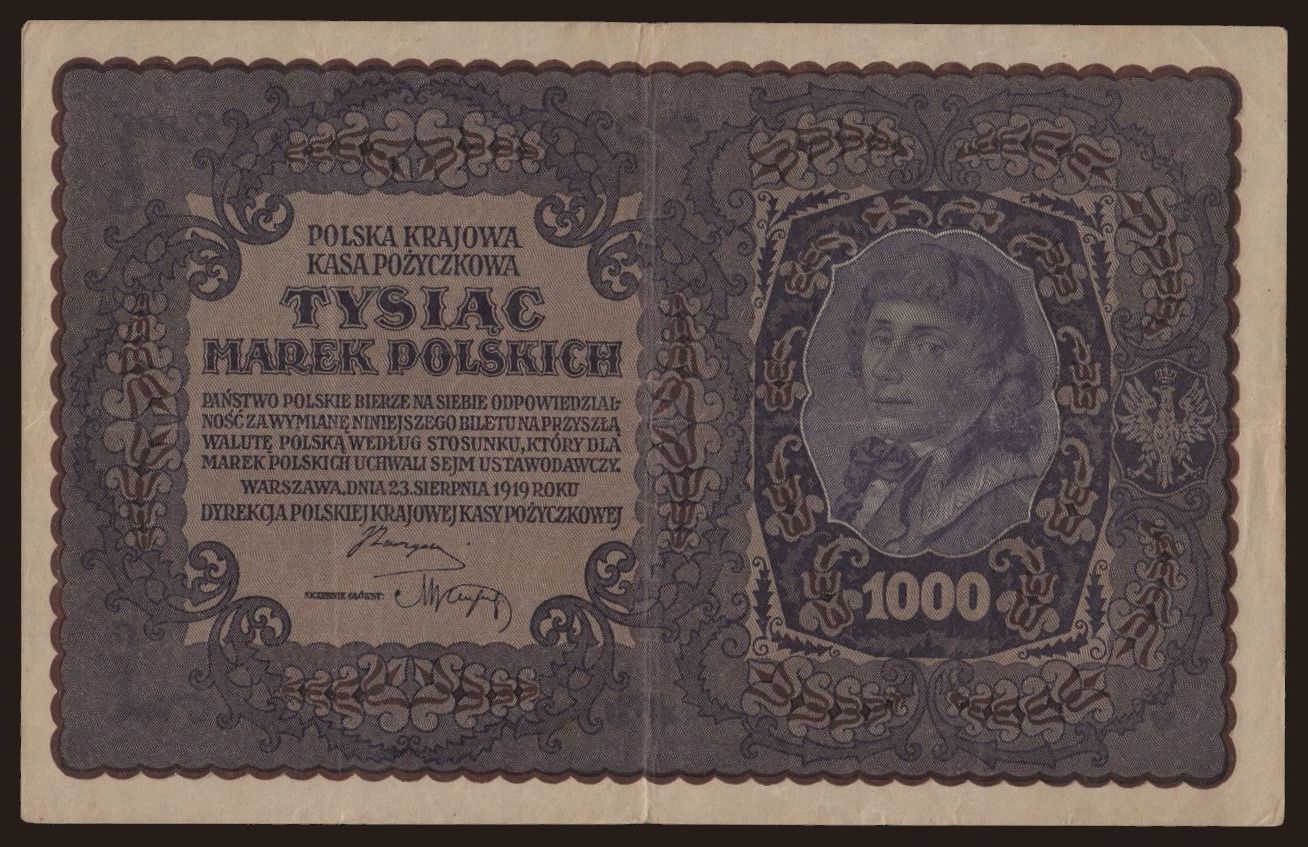 POLSKA KRAJOWA
KASA POŻYCZKOWA
TYSIĄC
MAREK POLSKICH
PAŃSTWO POLSKIE BIERZE NA SIEBIE ODPOWIEDZIAL-
NOŚĆ ZA WYMIANĘ NINIEJSZEGO BILETU NA PRZYSZŁĄ
WALUTĘ POLSKĄ WEDŁUG STOSUNKU, KTÓRY DLA
MAREK POLSKICH UCHWALI SEJM USTAWODAWCZY.
WARSZAWA, DNIA 23. SIERPNIA 1919 ROKU
DYREKCJA POLSKIEJ KRAJOWEJ KASY POŻYCZKOWEJ
SKARBNIK GŁÓWNY:
1000